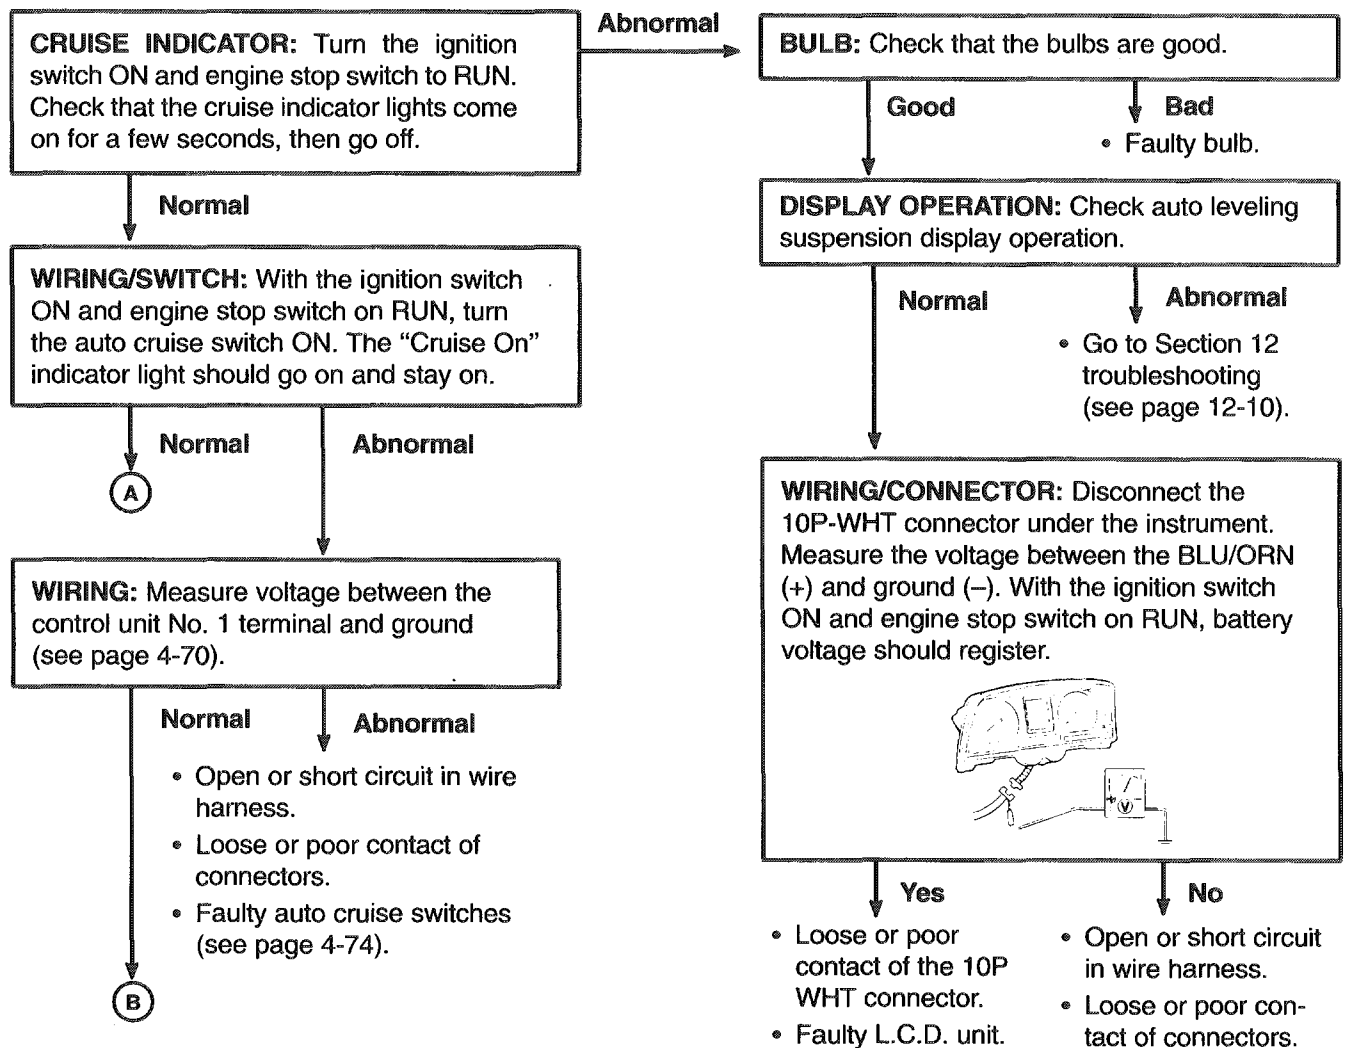 CRUISE INDICATOR: Turn the ignition
switch ON and engine stop switch to RUN.
Check that the cruise indicator lights come
on for a few seconds, then go off.
Normal
WIRING/SWITCH: With the ignition switch
ON and engine stop switch on RUN, turn
the auto cruise switch ON. The “Cruise On”
indicator light should go on and stay on.
Normal
Abnormal
A
WIRING: Measure voltage between the
control unit No. 1 terminal and ground
(see page 4-70).
Normal
Abnormal
• Open or short circuit in wire
harness.
• Loose or poor contact of
connectors.
• Faulty auto cruise switches
(see page 4-74).
B
Abnormal
BULB: Check that the bulbs are good.
Good
Bad
• Faulty bulb.
DISPLAY OPERATION: Check auto leveling
suspension display operation.
Normal
Abnormal
• Go to Section 12
troubleshooting
(see page 12-10).
WIRING/CONNECTOR: Disconnect the
10P-WHT connector under the instrument.
Measure the voltage between the BLU/ORN
(+) and ground (–). With the ignition switch
ON and engine stop switch on RUN, battery
voltage should register.
+ –
V
Yes
No
• Loose or poor
contact of the 10P
WHT connector.
• Faulty L.C.D. unit.
• Open or short circuit
in wire harness.
• Loose or poor con-
tact of connectors.